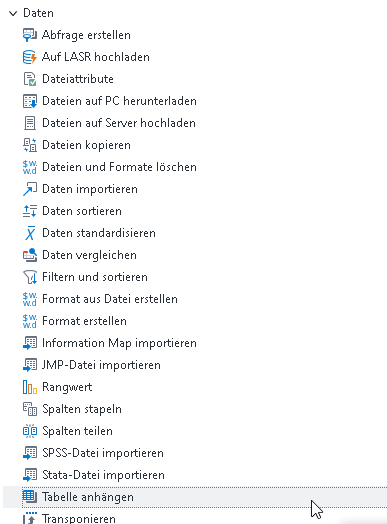 Daten
Abfrage erstellen
Auf LASR hochladen
Dateiattribute
Dateien auf PC herunterladen
Dateien auf Server hochladen
Dateien kopieren
Dateien und Formate löschen
Daten importieren
Daten sortieren
Daten standardisieren
Daten vergleichen
Filtern und sortieren
Format aus Datei erstellen
Format erstellen
Information Map importieren
JMP-Datei importieren
Rangwert
Spalten stapeln
Spalten teilen
SPSS-Datei importieren
Stata-Datei importieren
Tabelle anhängen
Transponieren